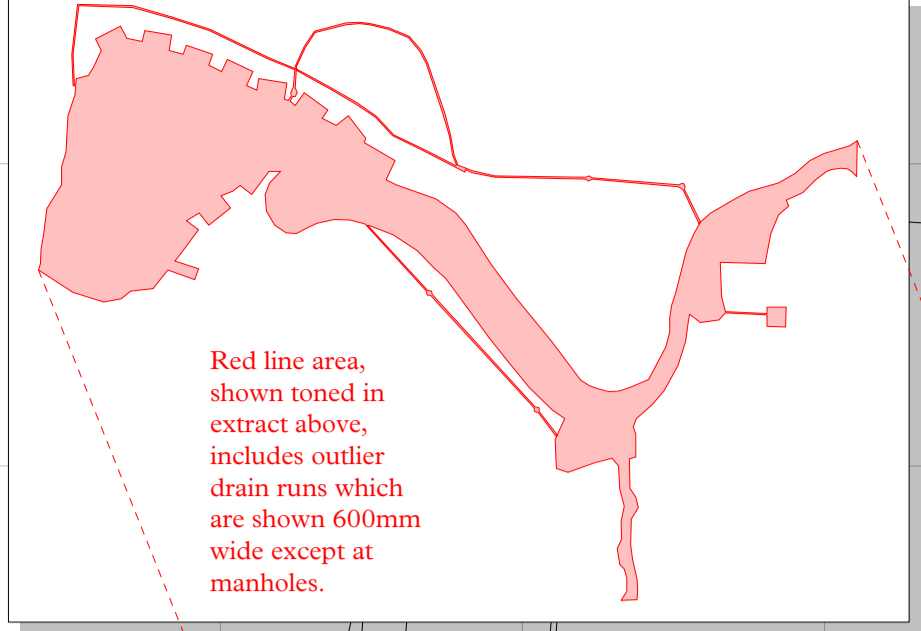 Red line area,
shown toned in
extract above,
includes outlier
drain runs which
are shown 600mm
wide except at
manholes.